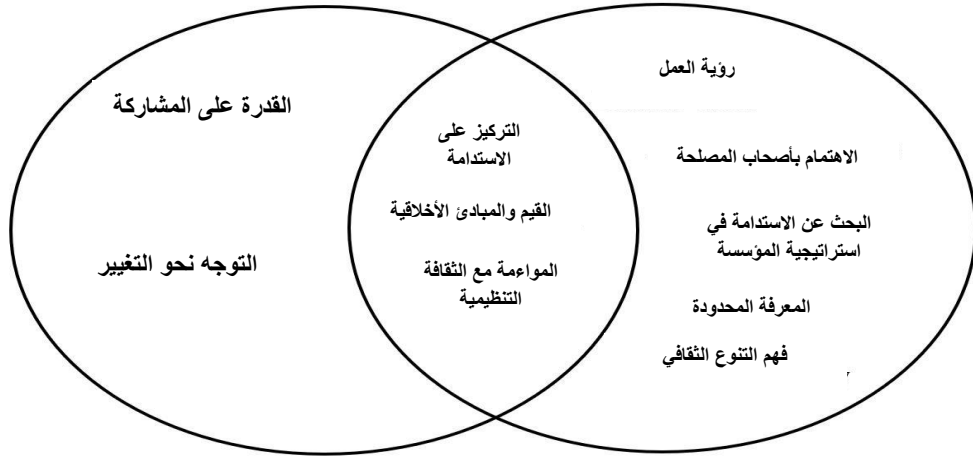 رؤية العمل
الاهتمام بأصحاب المصلحة
البحث عن الاستدامة في
استراتيجية المؤسسة
المعرفة المحدودة
فهم التنوع الثقافي
التركيز على
الاستدامة
القيم والمبادئ الأخلاقية
المواءمة مع الثقافة
التنظيمية
القدرة على المشاركة
التوجه نحو التغيير